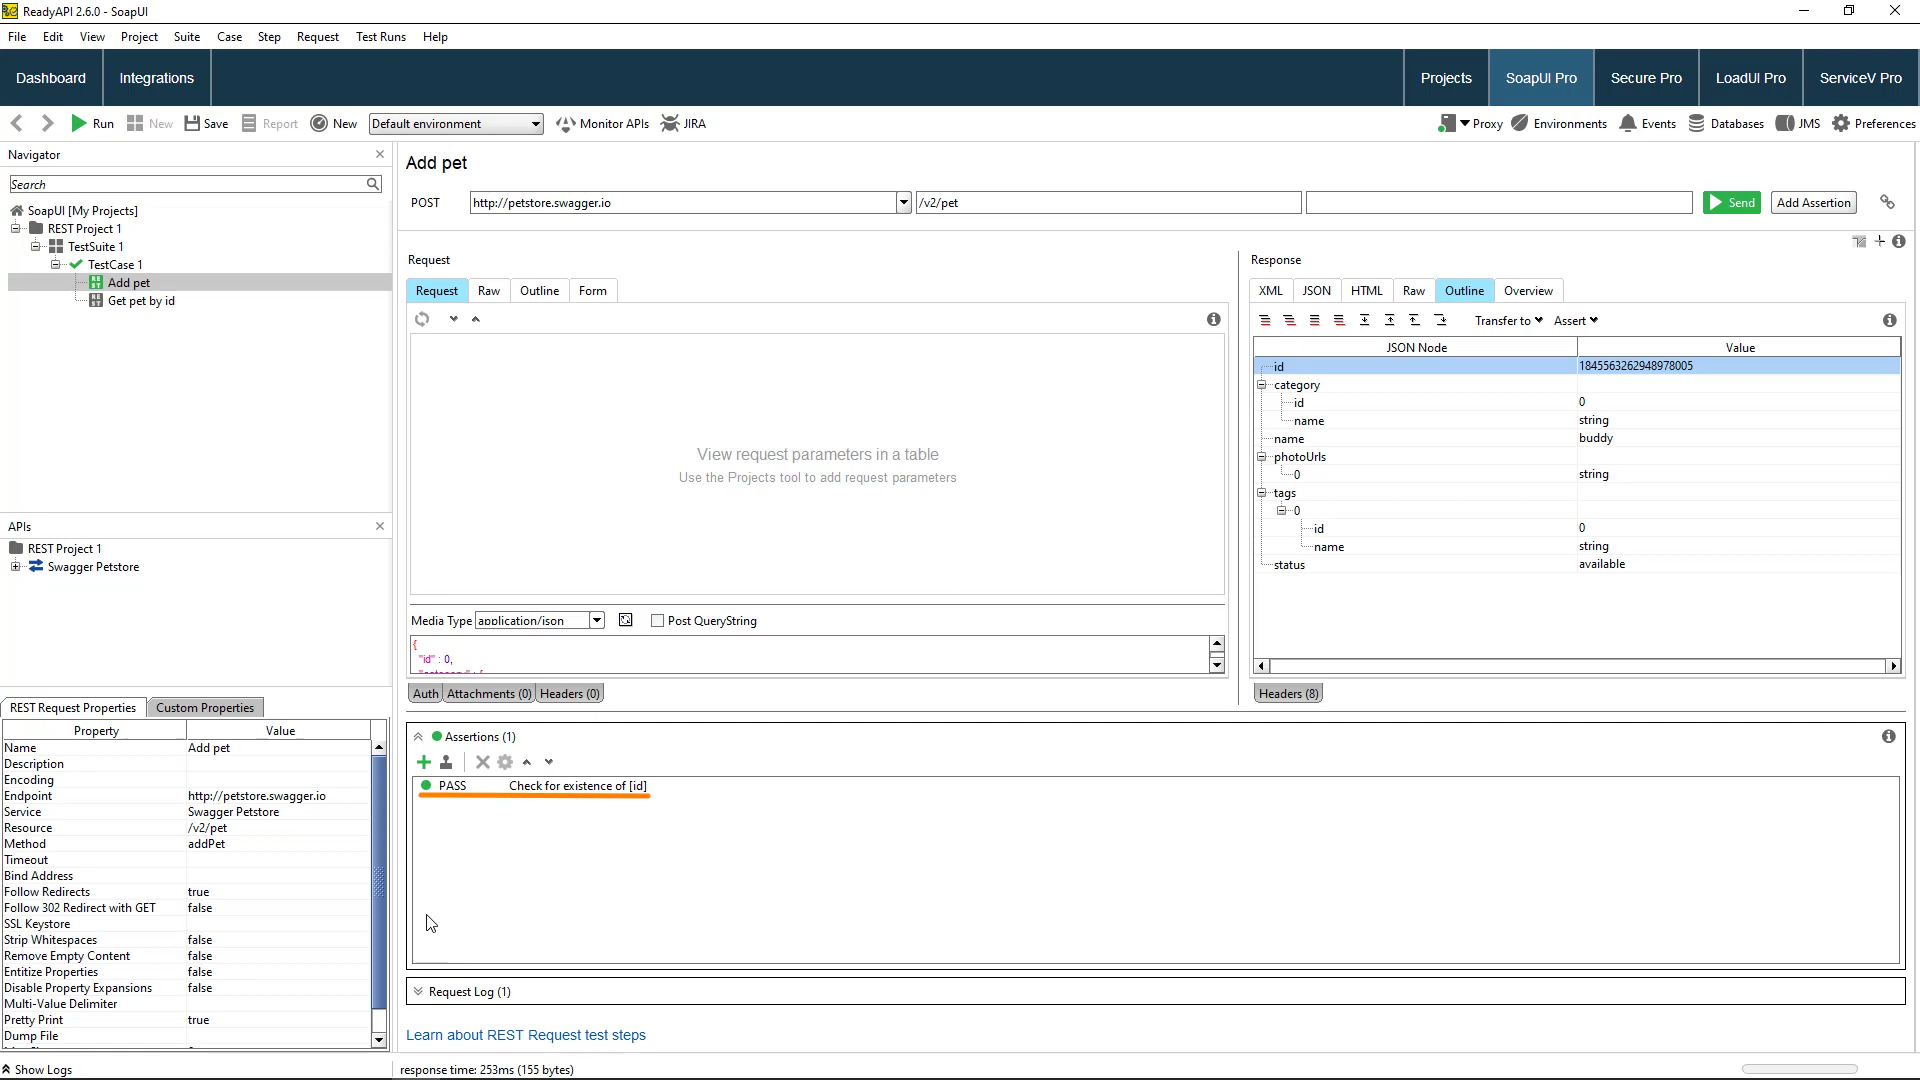 ReadyAPI 2.6.0 - SoapUI
File Edit View Project Suite Case Step Request Test Runs Help
Dashboard Integrations Projects SoapUI Pro Secure Pro LoadUI Pro ServiceV Pro
Run New Save Report New Default environment Monitor APIs JIRA Proxy Environments Events Databases JMS Preferences
Navigator
Search
SoapUI [My Projects]
REST Project 1
TestSuite 1
TestCase 1
Add pet
Get pet by id
APIs
REST Project 1
Swagger Petstore
REST Request Properties Custom Properties
Property Value
Name Add pet
Description
Encoding
Endpoint http://petstore.swagger.io
Service Swagger Petstore
Resource /v2/pet
Method addPet
Timeout
Bind Address
Follow Redirects true
Follow 302 Redirect with GET false
SSL Keystore
Strip Whitespaces false
Remove Empty Content false
Entitize Properties false
Disable Property Expansions false
Multi-Value Delimiter
Pretty Print true
Dump File
Show Logs
Add pet
POST http://petstore.swagger.io /v2/pet Send Add Assertion
Request
Request Raw Outline Form
View request parameters in a table
Use the Projects tool to add request parameters
Media Type application/json Post QueryString
{
"id" : 0,
Auth Attachments (0) Headers (0)
Response
XML JSON HTML Raw Outline Overview
Transfer to Assert
JSON Node Value
id 1845563262948978005
category
id 0
name string
name buddy
photoUrls
0 string
tags
0
id 0
name string
status available
Headers (8)
Assertions (1)
PASS Check for existence of [id]
Request Log (1)
Learn about REST Request test steps
response time: 253ms (155 bytes)